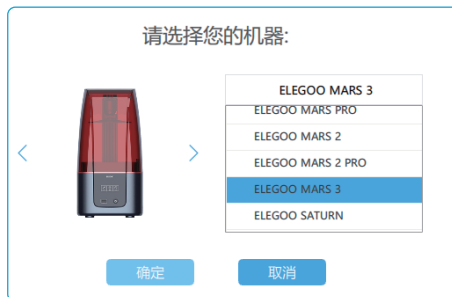 请选择您的机器:
ELEGOO MARS 3
ELEGOO MARS PRO
ELEGOO MARS 2
ELEGOO MARS 2 PRO
ELEGOO MARS 3
ELEGOO SATURN
确定
取消